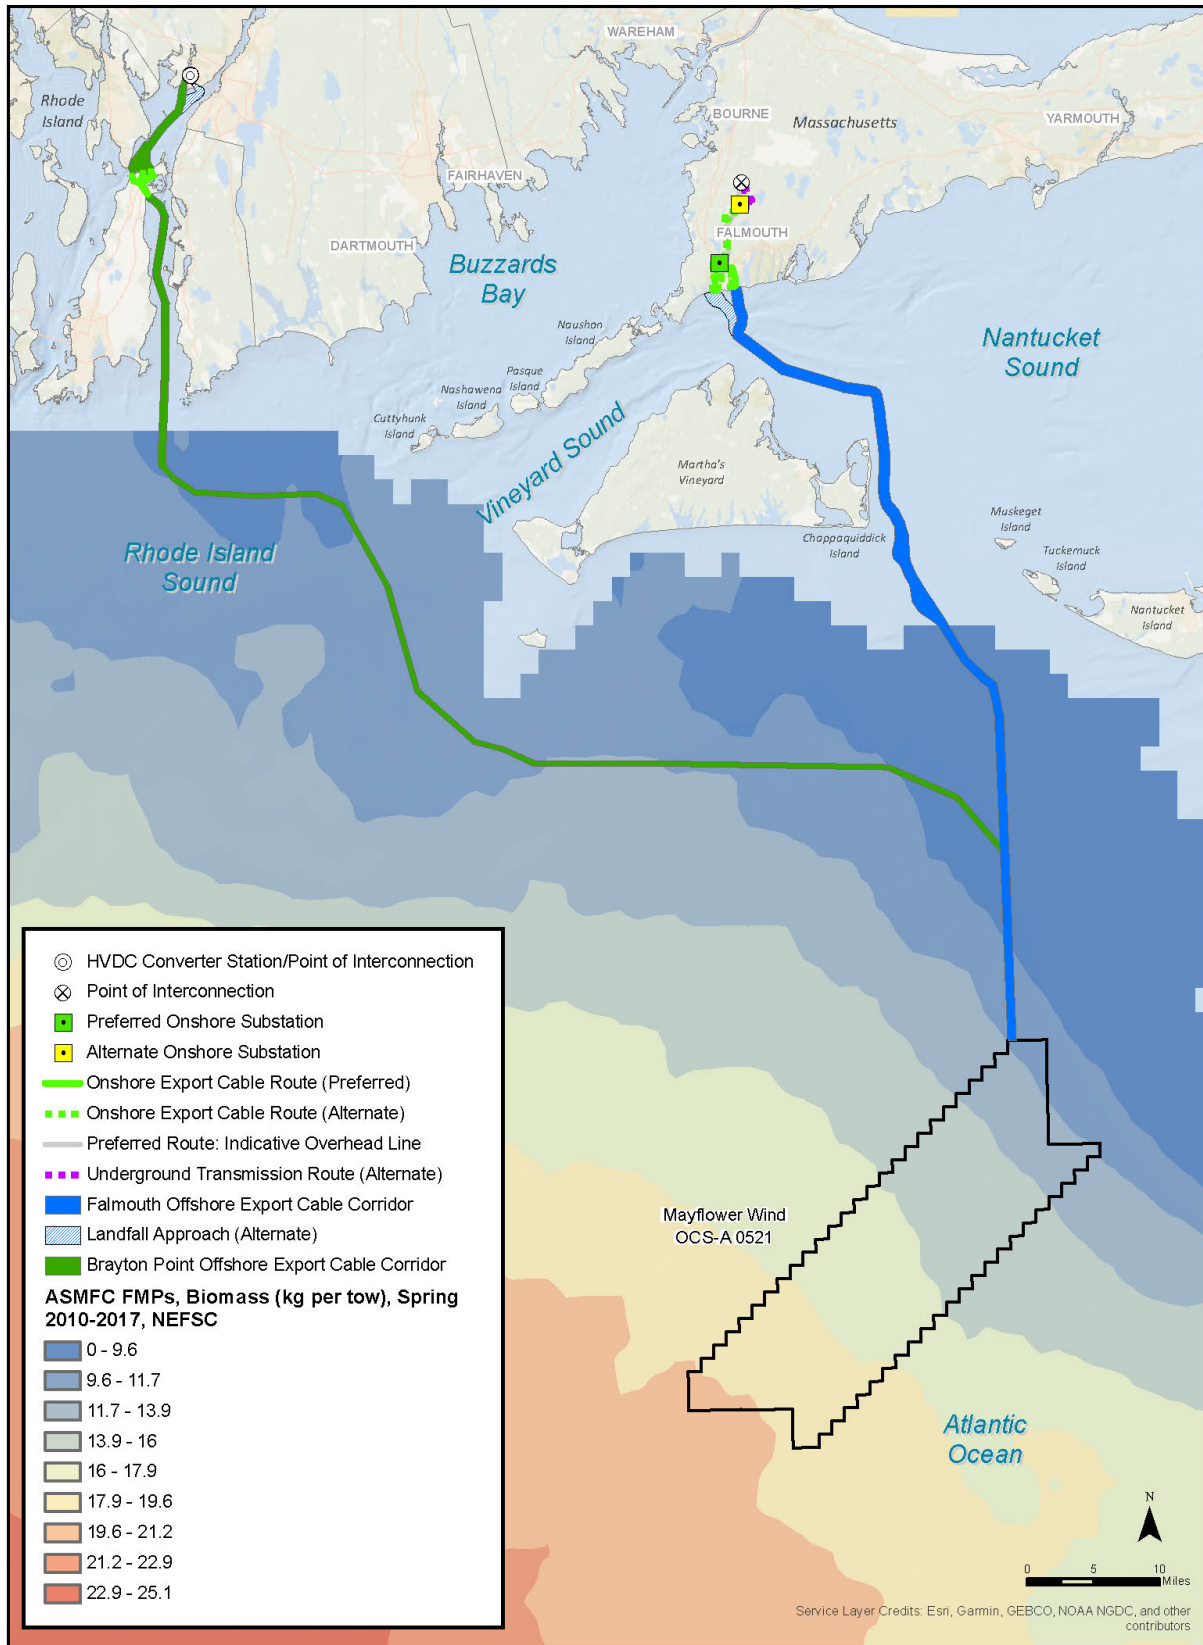 WAREHAM
Rhode
Island
BOURNE
Massachusetts
YARMOUTH
FAIRHAVEN
FALMOUTH
DARTMOUTH
Buzzards
Bay
Naushon
Island
Nantucket
Sound
Pasque
Island
Nashawena
Island
Cuttyhunk
Island
Vineyard Sound
Martha's
Vineyard
Chappaquiddick
Island
Muskeget
Island
Tuckernuck
Island
Nantucket
Island
Rhode Island
Sound
HVDC Converter Station/Point of Interconnection
Point of Interconnection
Preferred Onshore Substation
Alternate Onshore Substation
Onshore Export Cable Route (Preferred)
Onshore Export Cable Route (Alternate)
Preferred Route: Indicative Overhead Line
Underground Transmission Route (Alternate)
Falmouth Offshore Export Cable Corridor
Landfall Approach (Alternate)
Brayton Point Offshore Export Cable Corridor
ASMFC FMPs, Biomass (kg per tow), Spring
2010-2017, NEFSC
0 - 9.6
9.6 - 11.7
11.7 - 13.9
13.9 - 16
16 - 17.9
17.9 - 19.6
19.6 - 21.2
21.2 - 22.9
22.9 - 25.1
Mayflower Wind
OCS-A 0521
Atlantic
Ocean
N
0 5 10
Miles
Service Layer Credits: Esri, Garmin, GEBCO, NOAA NGDC, and other
contributors